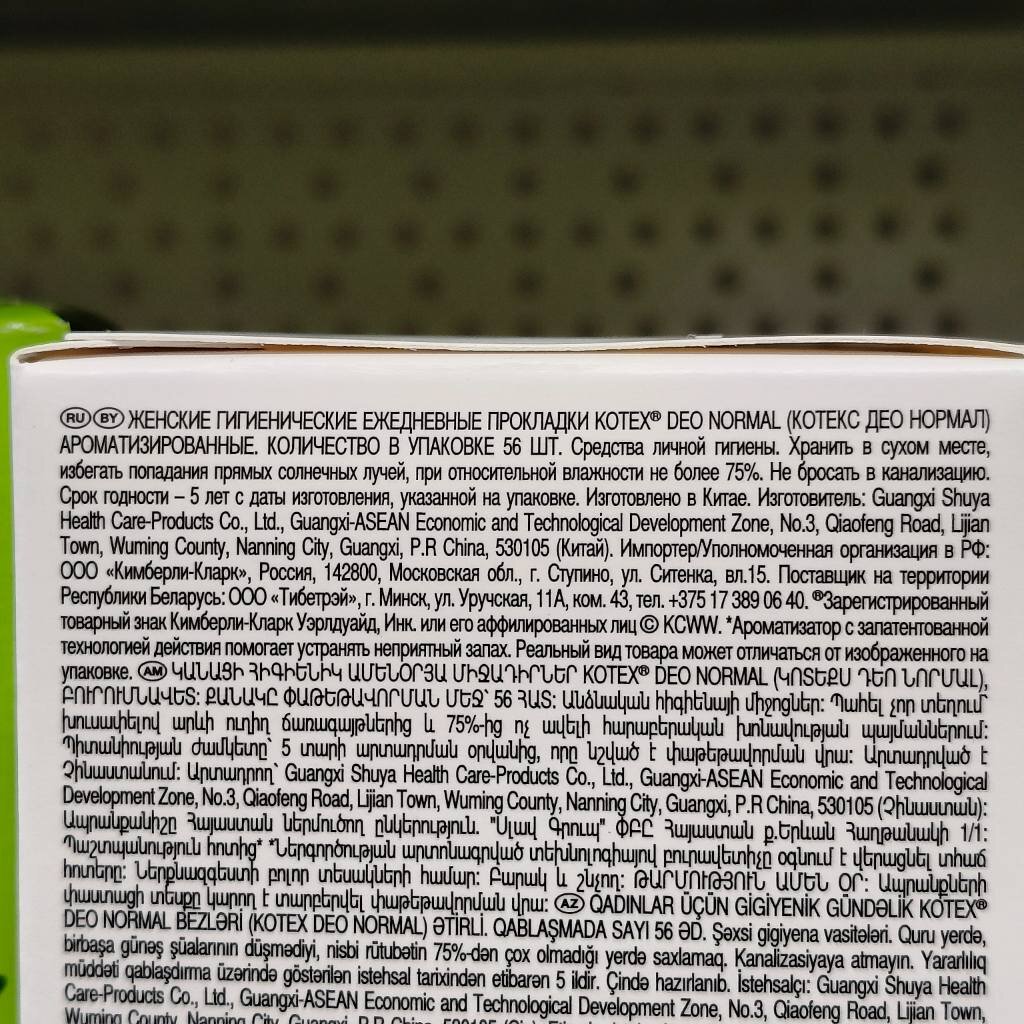 RU BY ЖЕНСКИЕ ГИГИЕНИЧЕСКИЕ ЕЖЕДНЕВНЫЕ ПРОКЛАДКИ KOTEX® DEO NORMAL (КОТЕКС ДЕО НОРМАЛ)
АРОМАТИЗИРОВАННЫЕ. КОЛИЧЕСТВО В УПАКОВКЕ 56 ШТ. Средства личной гигиены. Хранить в сухом месте,
избегать попадания прямых солнечных лучей, при относительной влажности не более 75%. Не бросать в канализацию.
Срок годности – 5 лет с даты изготовления, указанной на упаковке. Изготовлено в Китае. Изготовитель: Guangxi Shuya
Health Care-Products Co., Ltd., Guangxi-ASEAN Economic and Technological Development Zone, No.3, Qiaofeng Road, Lijian
Town, Wuming County, Nanning City, Guangxi, P.R China, 530105 (Китай). Импортер/Уполномоченная организация в РФ:
ООО «Кимберли-Кларк», Россия, 142800, Московская обл., г. Ступино, ул. Ситенка, вл.15. Поставщик на территории
Республики Беларусь: ООО «Тибетрэй», г. Минск, ул. Уручская, 11А, ком. 43, тел. +375 17 389 06 40. ®Зарегистрированный
товарный знак Кимберли-Кларк Уэрлдуайд, Инк. или его аффилированных лиц © KCWW. *Ароматизатор с запатентованной
технологией действия помогает устранять неприятный запах. Реальный вид товара может отличаться от изображенного на
упаковке. AM ԿԱՆԱՑԻ ՀԻԳԻԵՆԻԿ ԱՄԵՆՕՐՅԱ ՄԻՋԱԴԻՐՆԵՐ KOTEX® DEO NORMAL (ԿՈՏԵՔՍ ԴԵՈ ՆՈՐՄԱԼ),
ԲՈՒՐՈՒՄՆԱՎԵՏ: ՔԱՆԱԿԸ ՓԱԹԵԹԱՎՈՐՄԱՆ ՄԵՋ՝ 56 ՀԱՏ: Անձնական հիգիենայի միջոցներ: Պահել չոր տեղում՝
խուսափելով արևի ուղիղ ճառագայթներից և 75%-ից ոչ ավելի հարաբերական խոնավության պայմաններում:
Պիտանիության ժամկետը՝ 5 տարի արտադրման օրվանից, որը նշված է փաթեթավորման վրա: Արտադրված է
Չինաստանում: Արտադրող՝ Guangxi Shuya Health Care-Products Co., Ltd., Guangxi-ASEAN Economic and Technological
Development Zone, No.3, Qiaofeng Road, Lijian Town, Wuming County, Nanning City, Guangxi, P.R China, 530105 (Չինաստան):
Ապրանքանիշը Հայաստան ներմուծող ընկերություն. "Սլավ Գրուպ" ՓԲԸ Հայաստան ք.Երևան Հաղթանակի 1/1:
Պաշտպանություն հոտից* *Ներգործության արտոնագրված տեխնոլոգիայով բուրավետիչը օգնում է վերացնել տհաճ
հոտերը: Ներքնազգեստի բոլոր տեսակների համար: Բարակ և շնչող: ԹԱՐՄՈՒԹՅՈՒՆ ԱՄԵՆ ՕՐ: Ապրանքների
փաստացի տեսքը կարող է տարբերվել փաթեթավորման վրա: AZ QADINLAR ÜÇÜN GİGİYENİK GÜNDƏLİK KOTEX®
DEO NORMAL BEZLƏRİ (KOTEX DEO NORMAL) ƏTİRLİ. QABLAŞMADA SAYI 56 ƏD. Şəxsi gigiyena vasitələri. Quru yerdə,
birbaşa günəş şüalarının düşmədiyi, nisbi rütubətin 75%-dən çox olmadığı yerdə saxlamaq. Kanalizasiyaya atmayın. Yararlılıq
müddəti qablaşdırma üzərində göstərilən istehsal tarixindən etibarən 5 ildir. Çində hazırlanıb. İstehsalçı: Guangxi Shuya Health
Care-Products Co., Ltd., Guangxi-ASEAN Economic and Technological Development Zone, No.3, Qiaofeng Road, Lijian Town,
Wuming County, Nanning City, Guangxi, P.R China, 530105